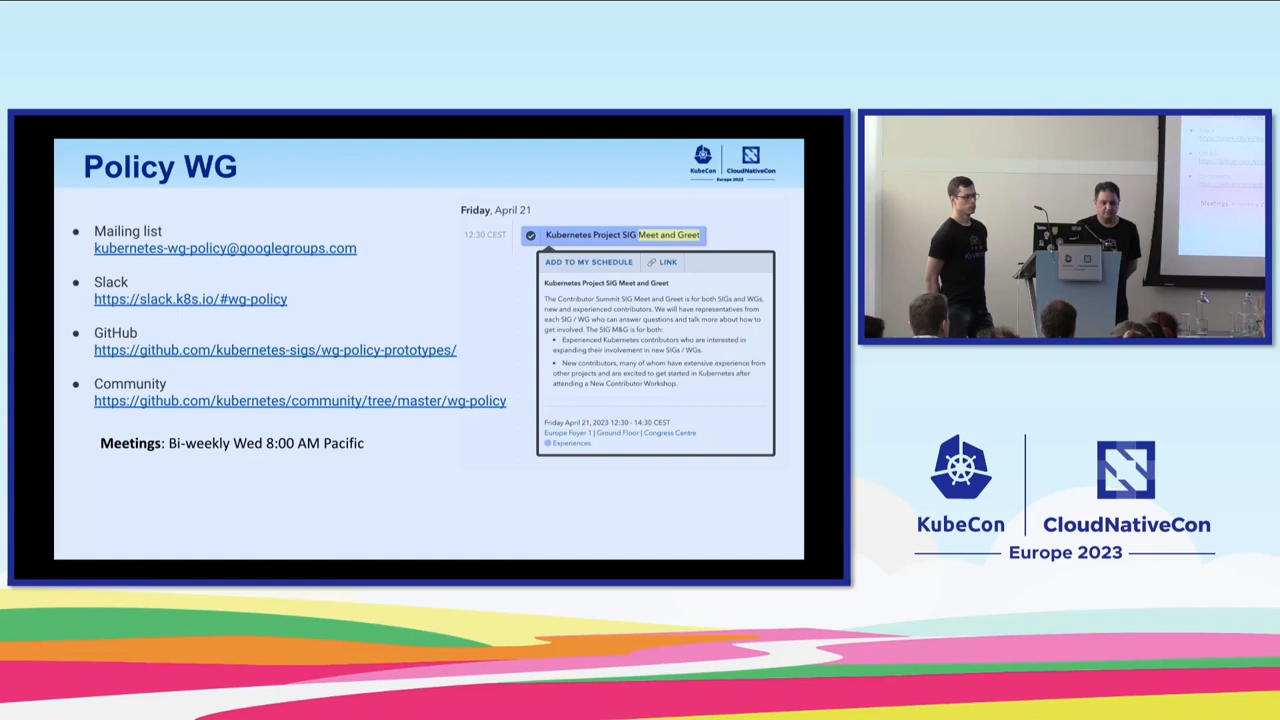 Policy WG
KubeCon
CloudNativeCon
Europe 2023
Mailing list
kubernetes-wg-policy@googlegroups.com
Slack
https://slack.k8s.io/#wg-policy
GitHub
https://github.com/kubernetes-sigs/wg-policy-prototypes/
Community
https://github.com/kubernetes/community/tree/master/wg-policy
Meetings: Bi-weekly Wed 8:00 AM Pacific
Friday, April 21
12:30 CEST
Kubernetes Project SIG Meet and Greet
ADD TO MY SCHEDULE
LINK
Kubernetes Project SIG Meet and Greet
The Contributor Summit SIG Meet and Greet is for both SIGs and WGs,
new and experienced contributors. We will have representatives from
each SIG / WG who can answer questions and talk more about how to
get involved. The SIG M&G is for both:
• Experienced Kubernetes contributors who are interested in
expanding their involvement in new SIGs / WGs.
• New contributors, many of whom have extensive experience from
other projects and are excited to get started in Kubernetes after
attending a New Contributor Workshop.
Friday April 21, 2023 12:30 - 14:30 CEST
Europe Foyer 1 | Ground Floor | Congress Centre
Experiences
KubeCon
CloudNativeCon
Europe 2023